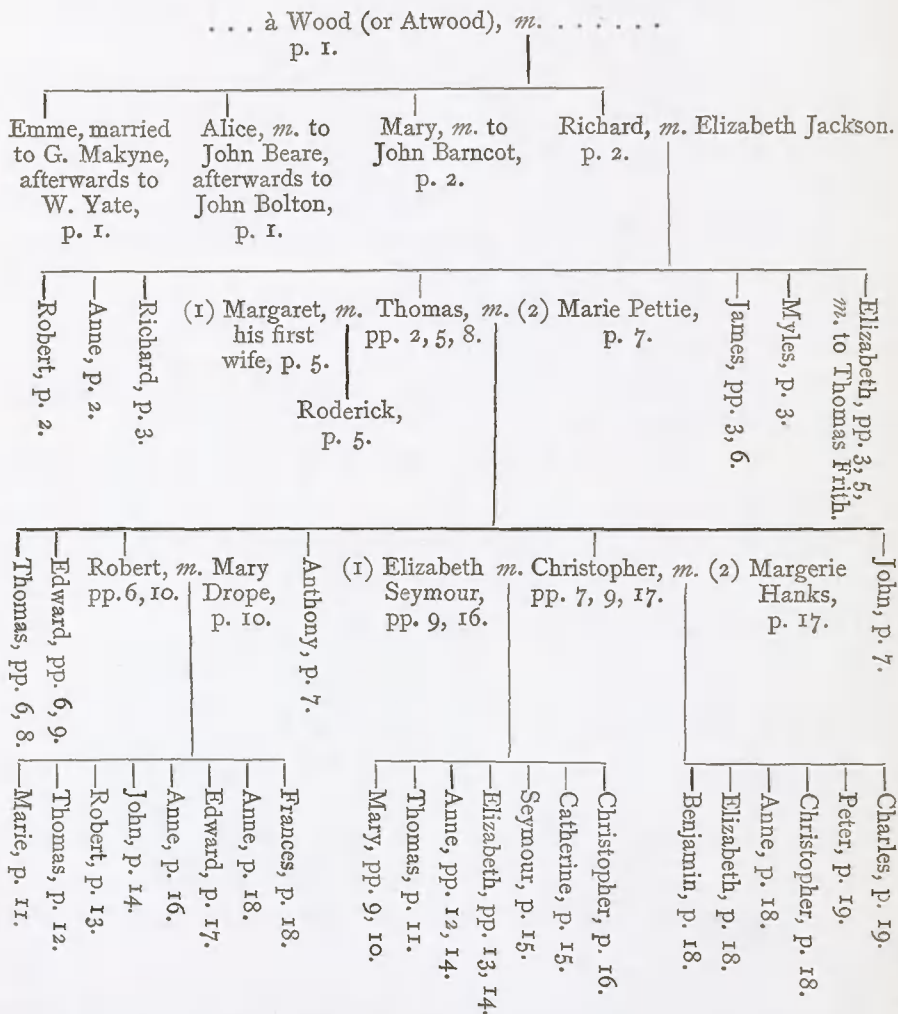 . . . à Wood (or Atwood), m. . . . . . . .
p. 1.
Emme, married
to G. Makyne,
afterwards to
W. Yate,
p. 1.
Alice, m. to
John Beare,
afterwards to
John Bolton,
p. 1.
Mary, m. to
John Barncot,
p. 2.
Richard, m. Elizabeth Jackson.
p. 2.
Robert, p. 2.
Anne, p. 2.
Richard, p. 3.
(1) Margaret, m. Thomas, m. (2) Marie Pettie,
his first
wife, p. 5.
pp. 2, 5, 8.
p. 7.
Roderick,
p. 5.
James, pp. 3, 6.
Myles, p. 3.
Elizabeth, pp. 3, 5,
m. to Thomas Frith.
Thomas, pp. 6, 8.
Edward, pp. 6, 9.
Robert, m. Mary
pp. 6, 10. Drope,
p. 10.
Anthony, p. 7.
(1) Elizabeth m. Christopher, m. (2) Margerie
Seymour, pp. 7, 9, 17. Hanks,
pp. 9, 16. p. 17.
John, p. 7.
Marie, p. 11.
Thomas, p. 12.
Robert, p. 13.
John, p. 14.
Anne, p. 16.
Edward, p. 17.
Anne, p. 18.
Frances, p. 18.
Mary, pp. 9, 10.
Thomas, p. 11.
Anne, pp. 12, 14.
Elizabeth, pp. 13, 14.
Seymour, p. 15.
Catherine, p. 15.
Christopher, p. 16.
Benjamin, p. 18.
Elizabeth, p. 18.
Anne, p. 18.
Christopher, p. 18.
Peter, p. 19.
Charles, p. 19.